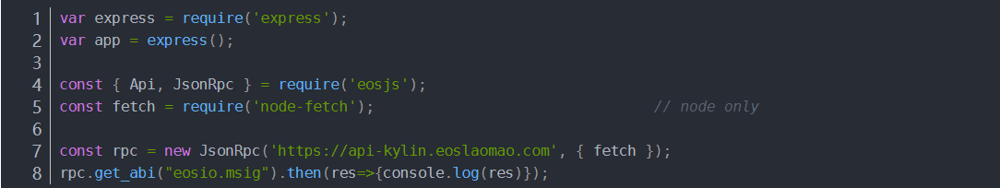 1 var express = require('express');
2 var app = express();
3
4 const { Api, JsonRpc } = require('eosjs');
5 const fetch = require('node-fetch'); // node only
6
7 const rpc = new JsonRpc('https://api-kylin.eoslaomao.com', { fetch });
8 rpc.get_abi("eosio.msig").then(res=>{console.log(res)});